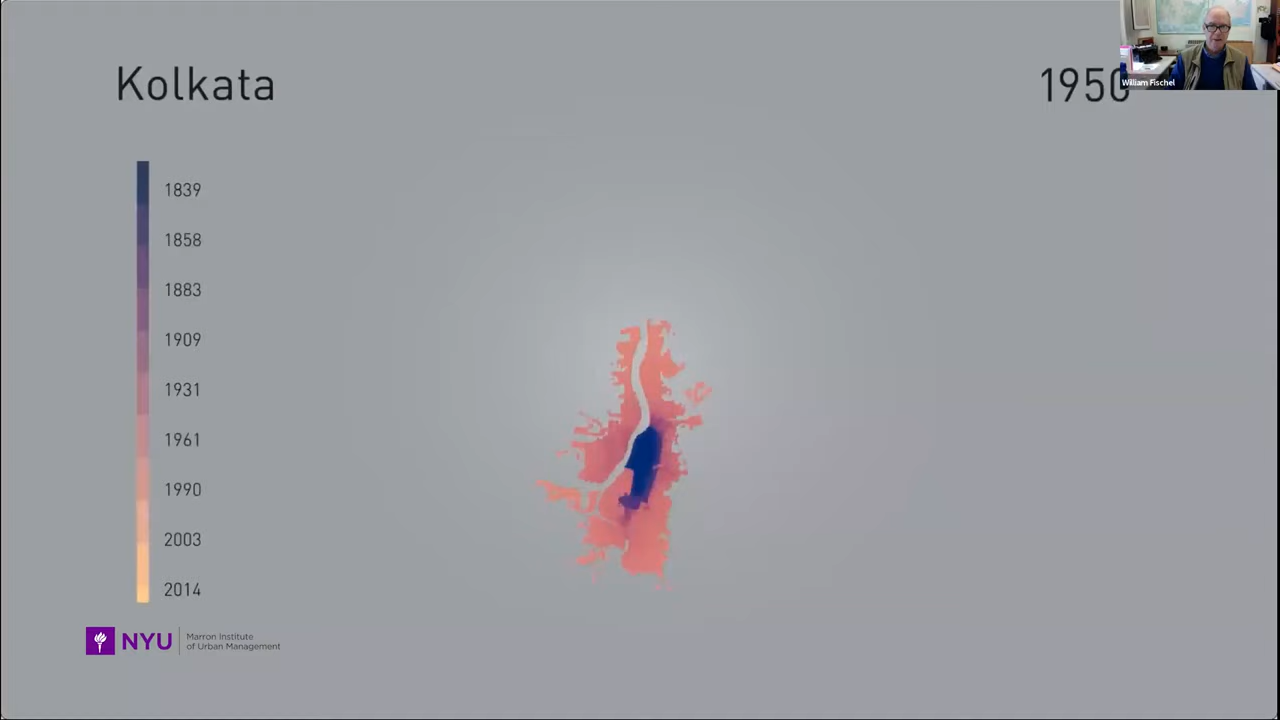 Kolkata
1950
William Fischel
1839
1858
1883
1909
1931
1961
1990
2003
2014
NYU
Marron Institute
of Urban Management